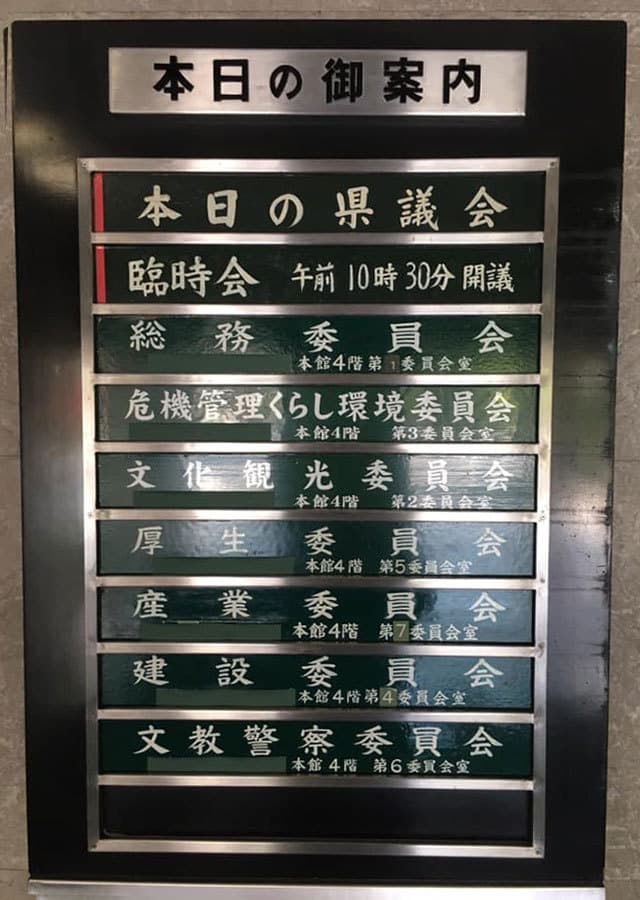 本日の御案内
本日の県議会
臨時会 午前10時30分開議
総務委員会
本館4階第1委員会室
危機管理くらし環境委員会
本館4階 第3委員会室
文化観光委員会
本館4階 第2委員会室
厚生委員会
本館4階 第5委員会室
産業委員会
本館4階 第7委員会室
建設委員会
本館4階第4委員会室
文教警察委員会
本館4階 第6委員会室